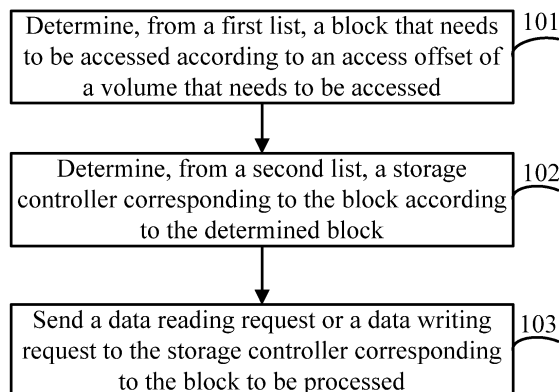 Determine, from a first list, a block that needs
to be accessed according to an access offset of
a volume that needs to be accessed
101
Determine, from a second list, a storage
controller corresponding to the block according
to the determined block
102
Send a data reading request or a data writing
request to the storage controller corresponding
to the block to be processed
103